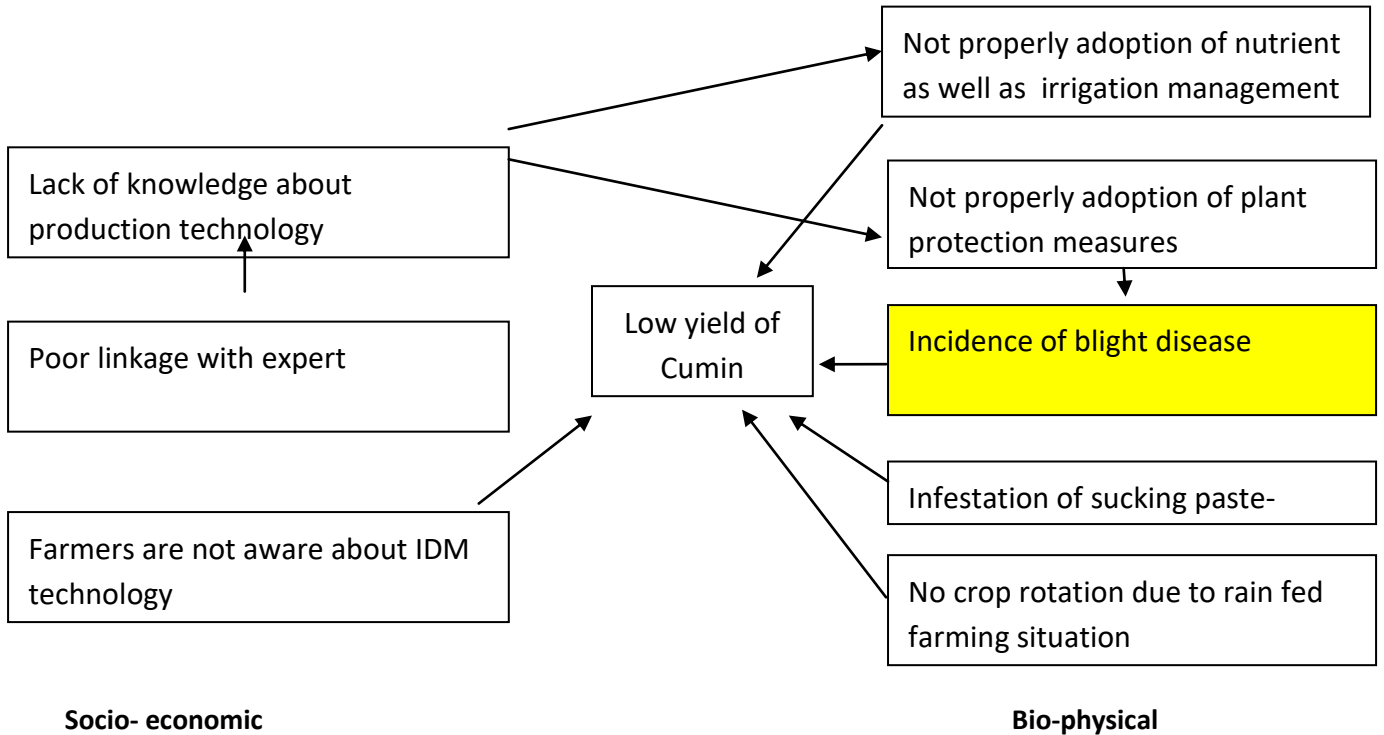 Not properly adoption of nutrient
as well as irrigation management
Lack of knowledge about
production technology
Not properly adoption of plant
protection measures
Low yield of
Cumin
Incidence of blight disease
Poor linkage with expert
Infestation of sucking paste-
Farmers are not aware about IDM
technology
No crop rotation due to rain fed
farming situation
Socio- economic
Bio-physical